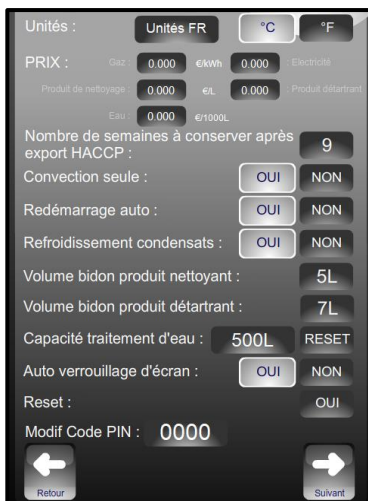 Unités : Unités FR °C °F
PRIX : Gaz : 0.000 €/kWh 0.000 : Electricité
Produit de nettoyage : 0.000 €/L 0.000 : Produit détartrant
Eau : 0.000 €/1000L
Nombre de semaines à conserver après
export HACCP : 9
Convection seule : OUI NON
Redémarrage auto : OUI NON
Refroidissement condensats : OUI NON
Volume bidon produit nettoyant : 5L
Volume bidon produit détartrant : 7L
Capacité traitement d'eau : 500L RESET
Auto verrouillage d'écran : OUI NON
Reset : OUI
Modif Code PIN : 0000
Retour Suivant